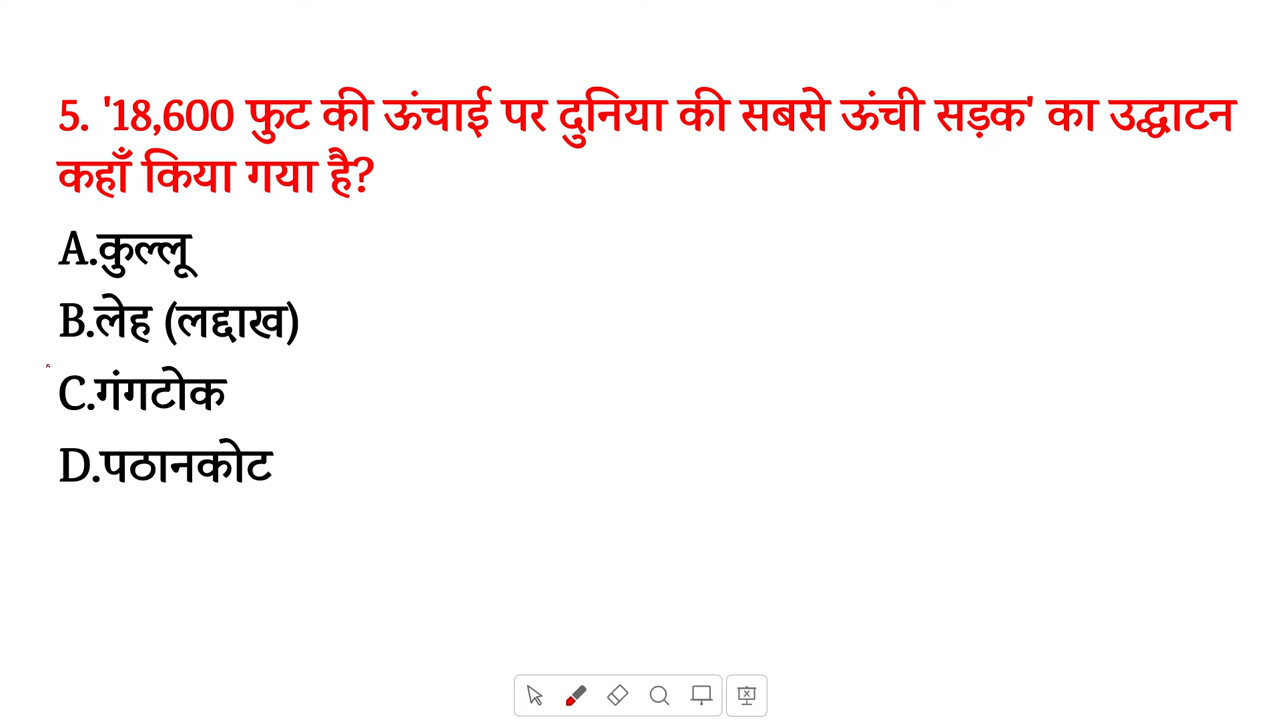 5. '18,600 फुट की ऊंचाई पर दुनिया की सबसे ऊंची सड़क' का उद्घाटन
कहाँ किया गया है?
A.कुल्लू
B.लेह (लद्दाख)
C.गंगटोक
D.पठानकोट